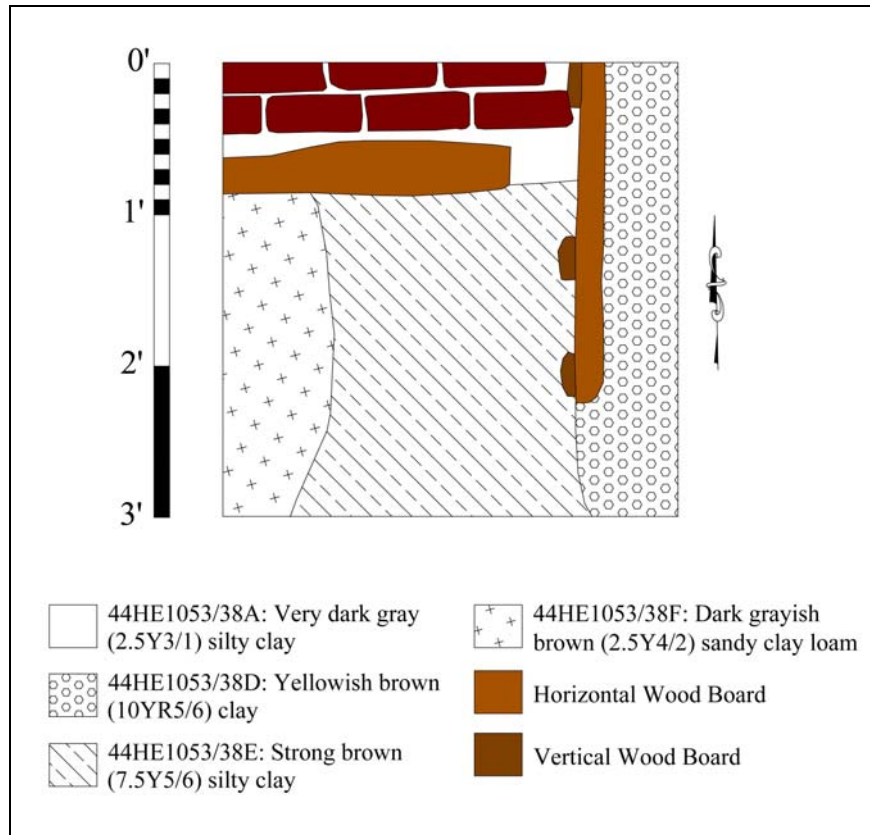 0'
1'
2'
3'
44HE1053/38A: Very dark gray
(2.5Y3/1) silty clay
44HE1053/38D: Yellowish brown
(10YR5/6) clay
44HE1053/38E: Strong brown
(7.5Y5/6) silty clay
44HE1053/38F: Dark grayish
brown (2.5Y4/2) sandy clay loam
Horizontal Wood Board
Vertical Wood Board